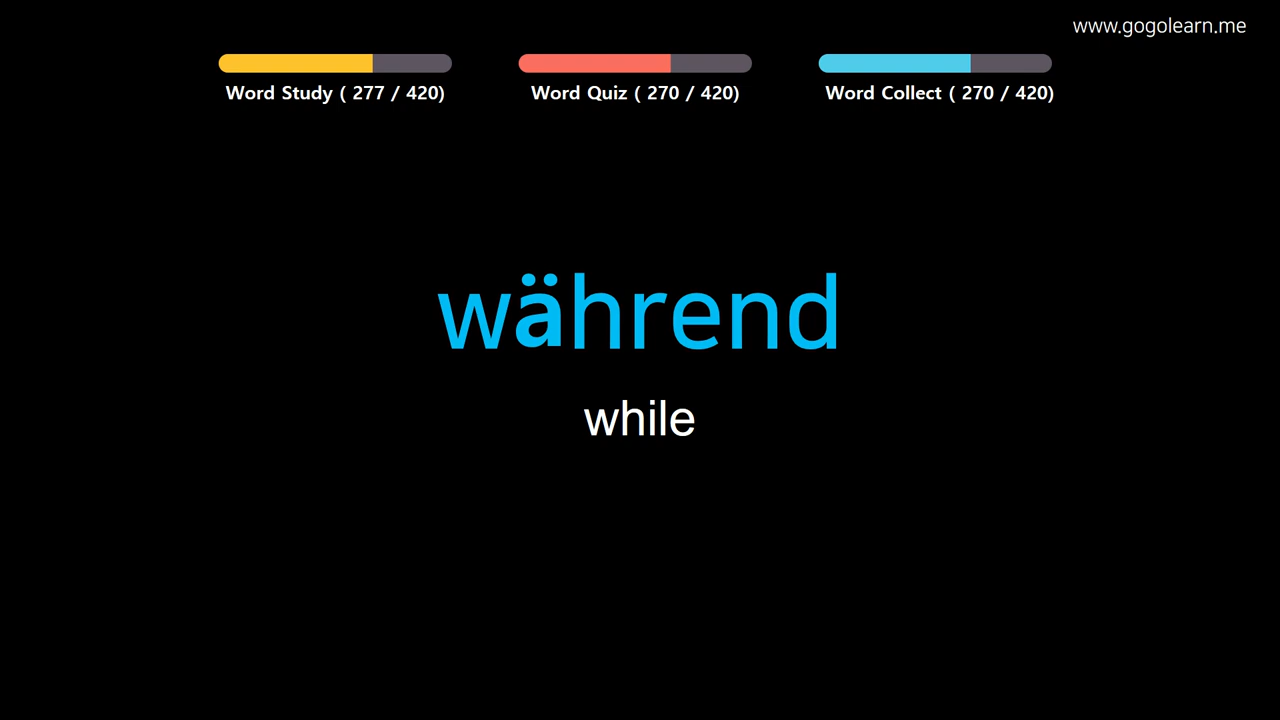 www.gogolearn.me
Word Study ( 277 / 420)
Word Quiz ( 270 / 420)
Word Collect ( 270 / 420)
während
while